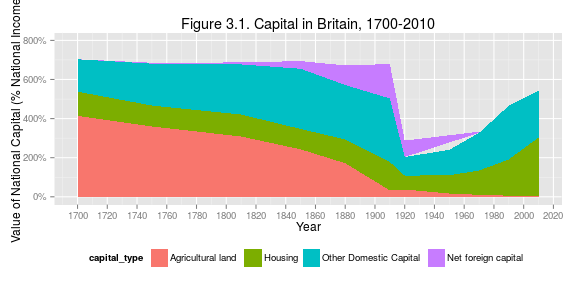 Figure 3.1. Capital in Britain, 1700-2010
Value of National Capital (% National Income
800%
600%
400%
200%
0%
1700 1720 1740 1760 1780 1800 1820 1840 1860 1880 1900 1920 1940 1960 1980 2000 2020
Year
capital_type Agricultural land Housing Other Domestic Capital Net foreign capital